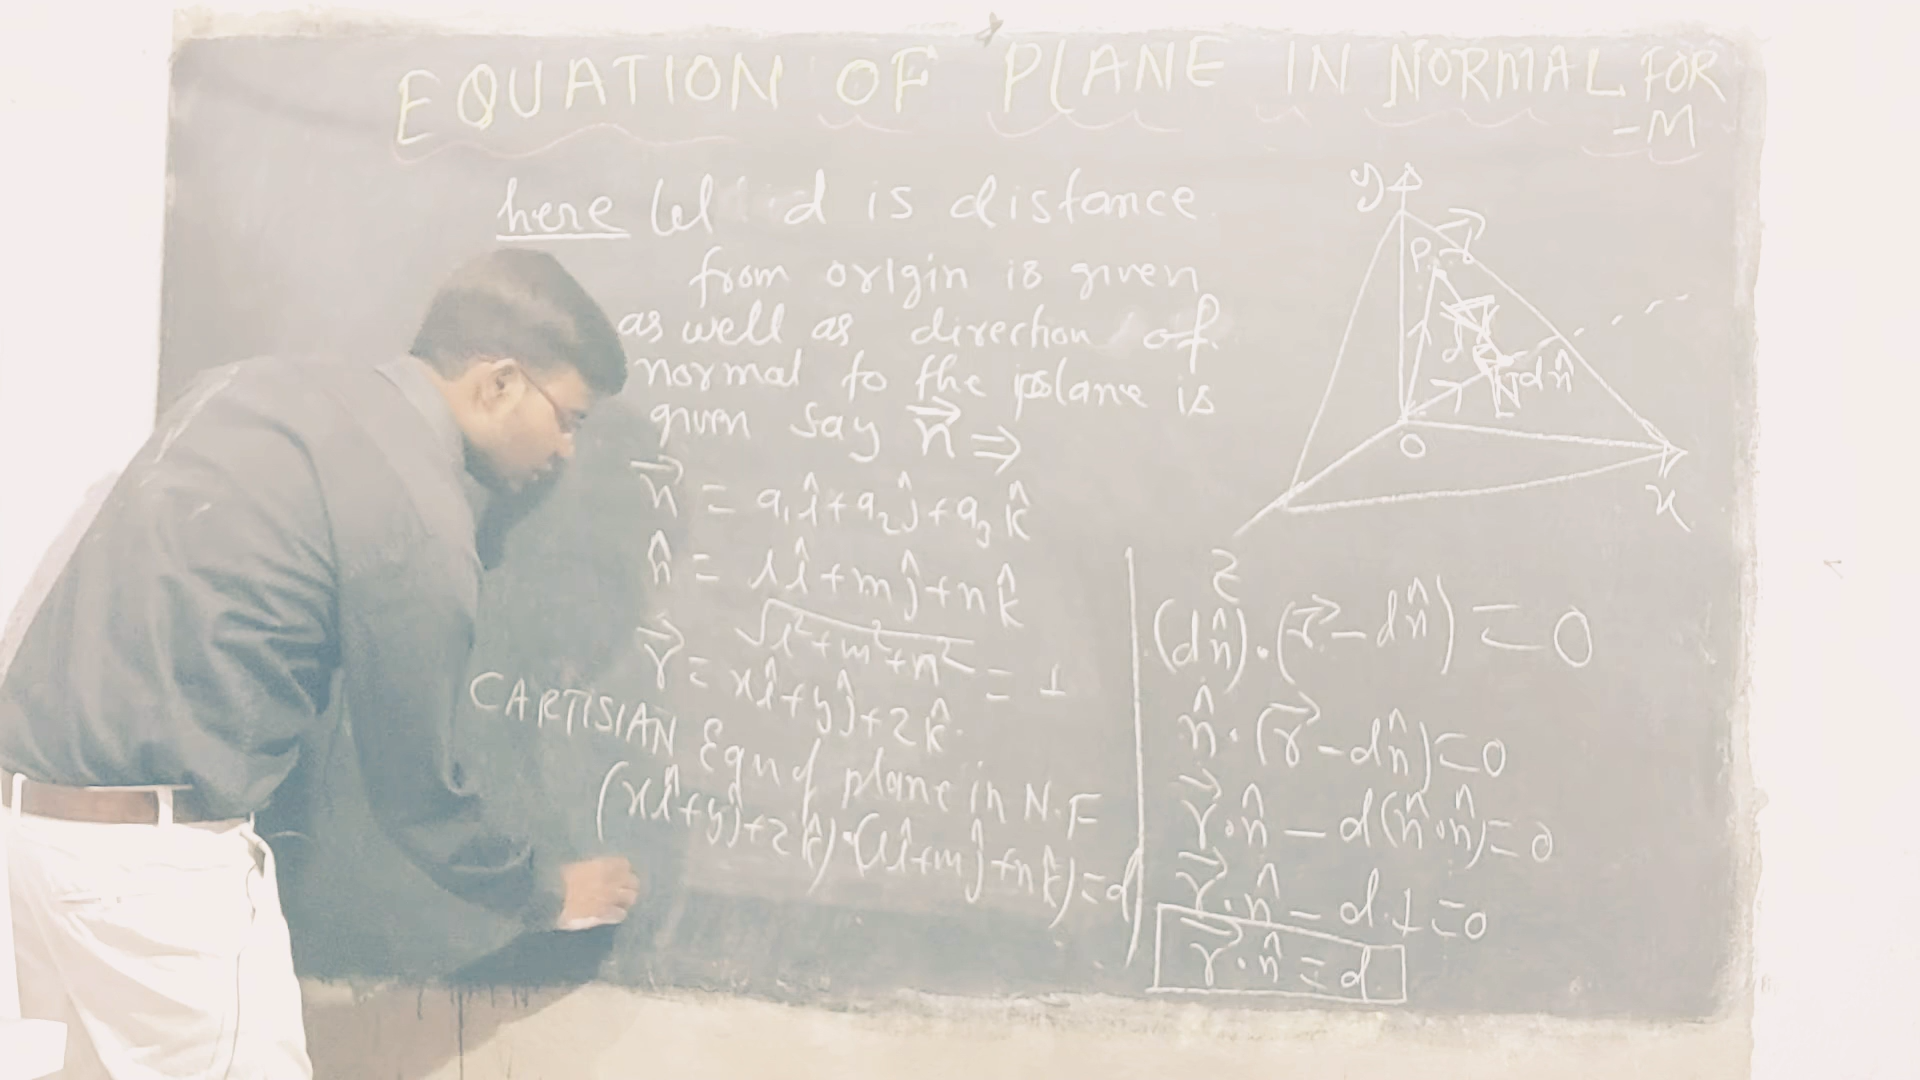 EQUATION OF PLANE IN NORMAL FOR
-M
here let d is distance
from origin is given
as well as direction of
normal to the plane is
given say n⃗ ⇒
n⃗ = a₁î+a₂ĵ+a₃k̂
n̂ = lî+mĵ+nk̂
√l²+m²+n² = 1
r⃗ = xî+yĵ+zk̂.
CARTISIAN Eqn of plane in N.F
(xî+yĵ+zk̂)·(lî+mĵ+nk̂)=d
y
P r⃗
d
N dn̂
O
x
z
(dn̂)·(r⃗-dn̂) = 0
n̂·(r⃗-dn̂)=0
r⃗·n̂ - d(n̂·n̂)=0
r⃗·n̂ - d.1=0
r⃗·n̂ = d